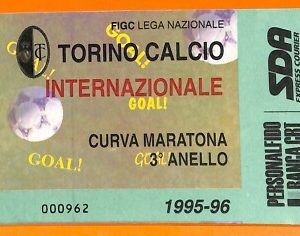 FIGC LEGA NAZIONALE
TC
GOAL!
TORINO CALCIO
INTERNAZIONALE
GOAL!
CURVA MARATONA
GOAL!
GOAL
3° ANELLO
000962
1995-96
SDA
EXPRESS COURIER
PERSONALFIDO
BANCA CRT